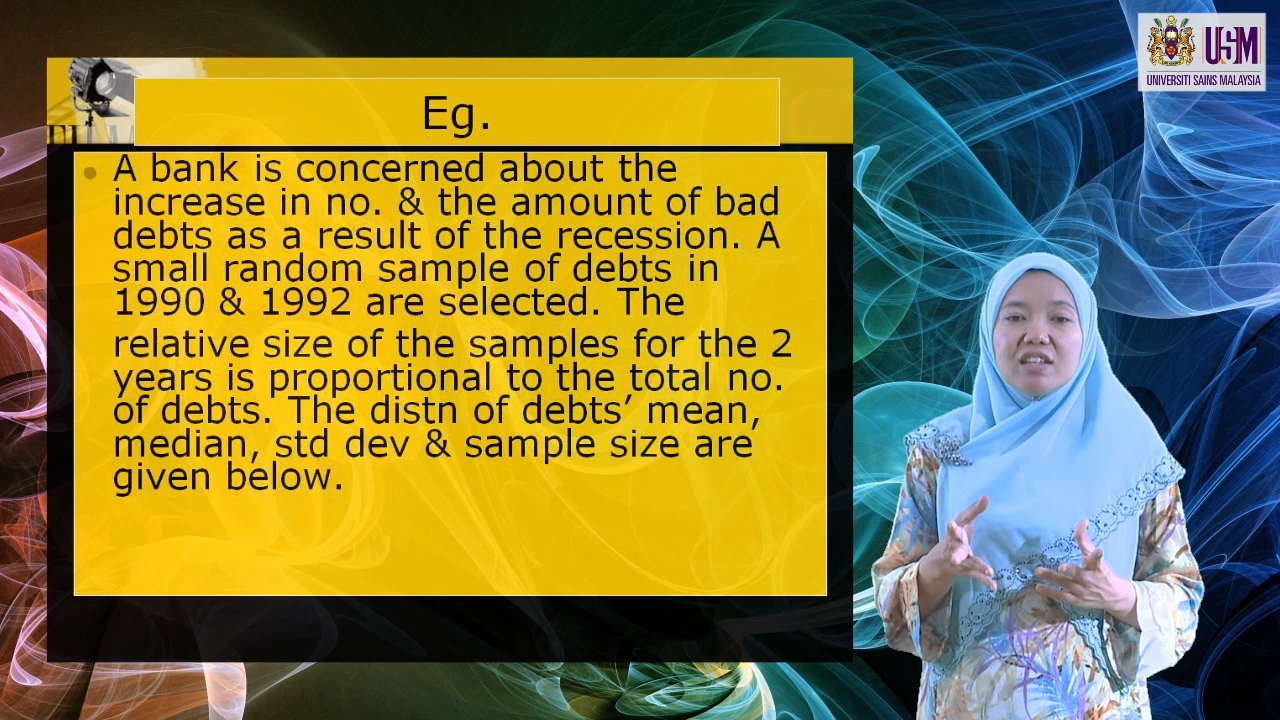 USM
UNIVERSITI SAINS MALAYSIA
Eg.
A bank is concerned about the
increase in no. & the amount of bad
debts as a result of the recession. A
small random sample of debts in
1990 & 1992 are selected. The
relative size of the samples for the 2
years is proportional to the total no.
of debts. The distn of debts’ mean,
median, std dev & sample size are
given below.